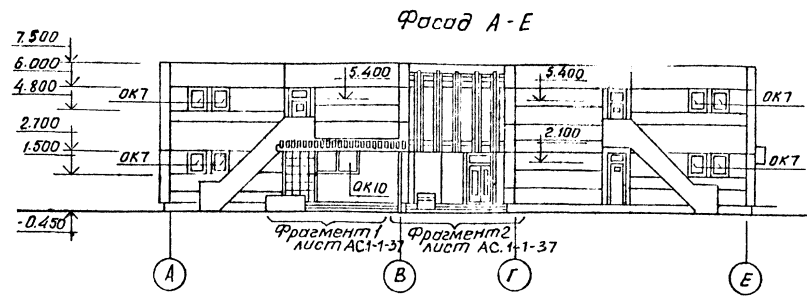 Фасад А-Е
7.500
6.000
4.800
2.700
1.500
-0.450
ОК7
ОК7
5.400
ОК10
5.400
2.100
ОК7
ОК7
Фрагмент 1
лист АС1-1-37
Фрагмент 2
лист АС.1-1-37
А
В
Г
Е